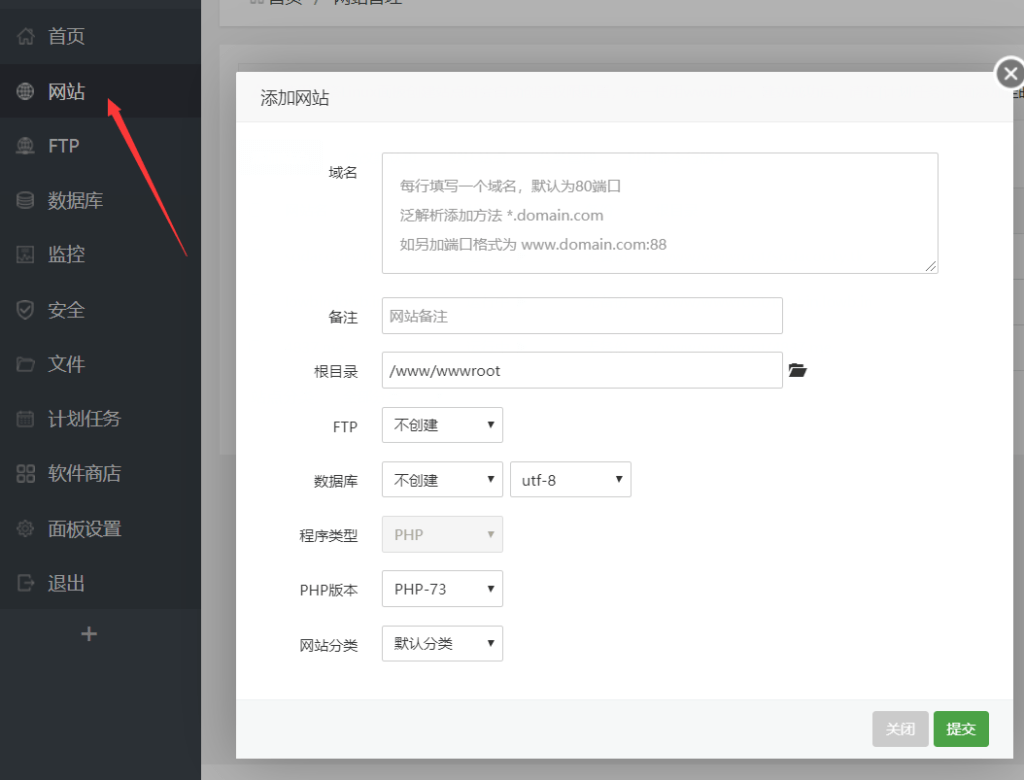 首页 / 网站管理
首页
网站
FTP
数据库
监控
安全
文件
计划任务
软件商店
面板设置
退出
添加网站
域名
每行填写一个域名，默认为80端口
泛解析添加方法 *.domain.com
如另加端口格式为 www.domain.com:88
备注 网站备注
根目录 /www/wwwroot
FTP 不创建
数据库 不创建 utf-8
程序类型 PHP
PHP版本 PHP-73
网站分类 默认分类
关闭 提交